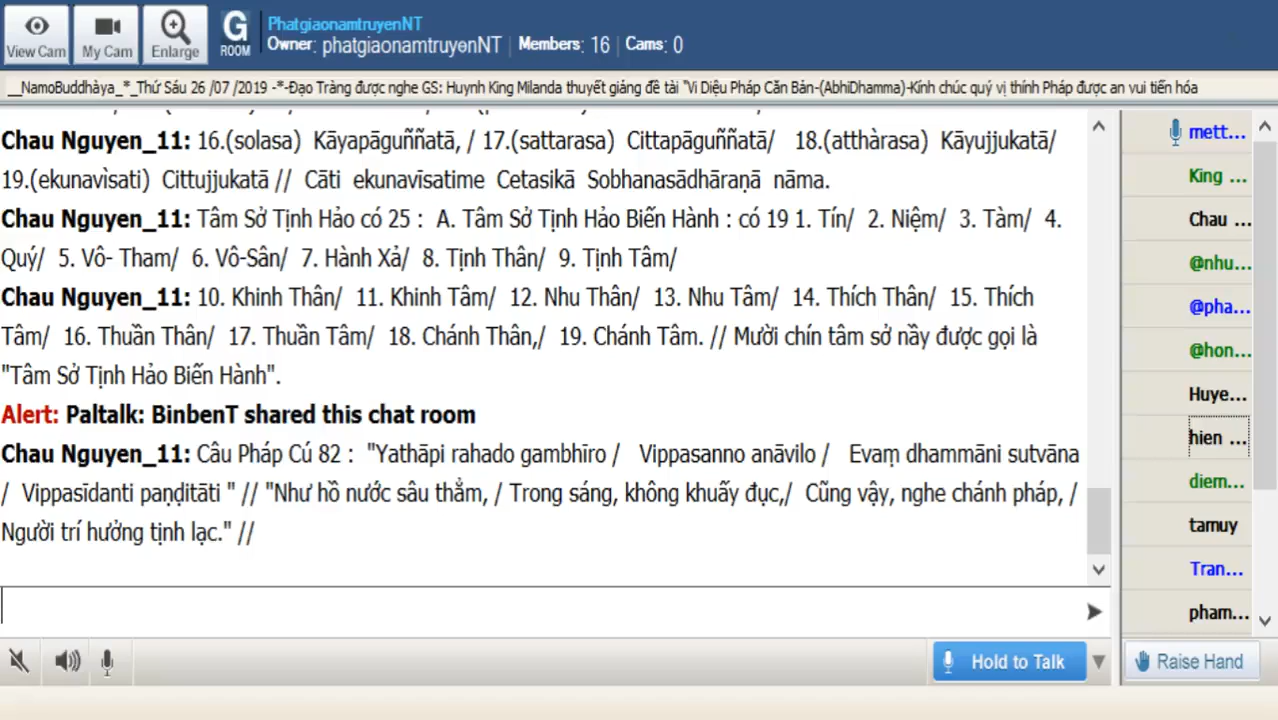 View Cam
My Cam
Enlarge
G
ROOM
PhatgiaonamtruyenNT
Owner: phatgiaonamtruyenNT Members: 16 Cams: 0
__NamoBuddhàya_*_Thứ Sáu 26 /07 /2019 -*-Đạo Tràng được nghe GS: Huynh King Milanda thuyết giảng đề tài "Vi Diệu Pháp Căn Bản-(AbhiDhamma)-Kính chúc quý vị thính Pháp được an vui tiến hóa
Chau Nguyen_11: 16.(solasa) Kāyapāguññatā, / 17.(sattarasa) Cittapāguññatā/ 18.(atthàrasa) Kāyujjukatā/
19.(ekunavìsati) Cittujjukatā // Cāti ekunavīsatime Cetasikā Sobhanasādhāraṇā nāma.
Chau Nguyen_11: Tâm Sở Tịnh Hảo có 25 : A. Tâm Sở Tịnh Hảo Biến Hành : có 19 1. Tín/ 2. Niệm/ 3. Tàm/ 4.
Quý/ 5. Vô- Tham/ 6. Vô-Sân/ 7. Hành Xả/ 8. Tịnh Thân/ 9. Tịnh Tâm/
Chau Nguyen_11: 10. Khinh Thân/ 11. Khinh Tâm/ 12. Nhu Thân/ 13. Nhu Tâm/ 14. Thích Thân/ 15. Thích
Tâm/ 16. Thuần Thân/ 17. Thuần Tâm/ 18. Chánh Thân,/ 19. Chánh Tâm. // Mười chín tâm sở nầy được gọi là
"Tâm Sở Tịnh Hảo Biến Hành".
Alert: Paltalk: BinbenT shared this chat room
Chau Nguyen_11: Câu Pháp Cú 82 : "Yathāpi rahado gambhīro / Vippasanno anāvilo / Evaṃ dhammāni sutvāna
/ Vippasīdanti paṇḍitāti " // "Như hồ nước sâu thẳm, / Trong sáng, không khuấy đục,/ Cũng vậy, nghe chánh pháp, /
Người trí hưởng tịnh lạc." //
mett...
King ...
Chau ...
@nhu...
@pha...
@hon...
Huye...
hien ...
diem...
tamuy
Tran...
pham...
Hold to Talk
Raise Hand